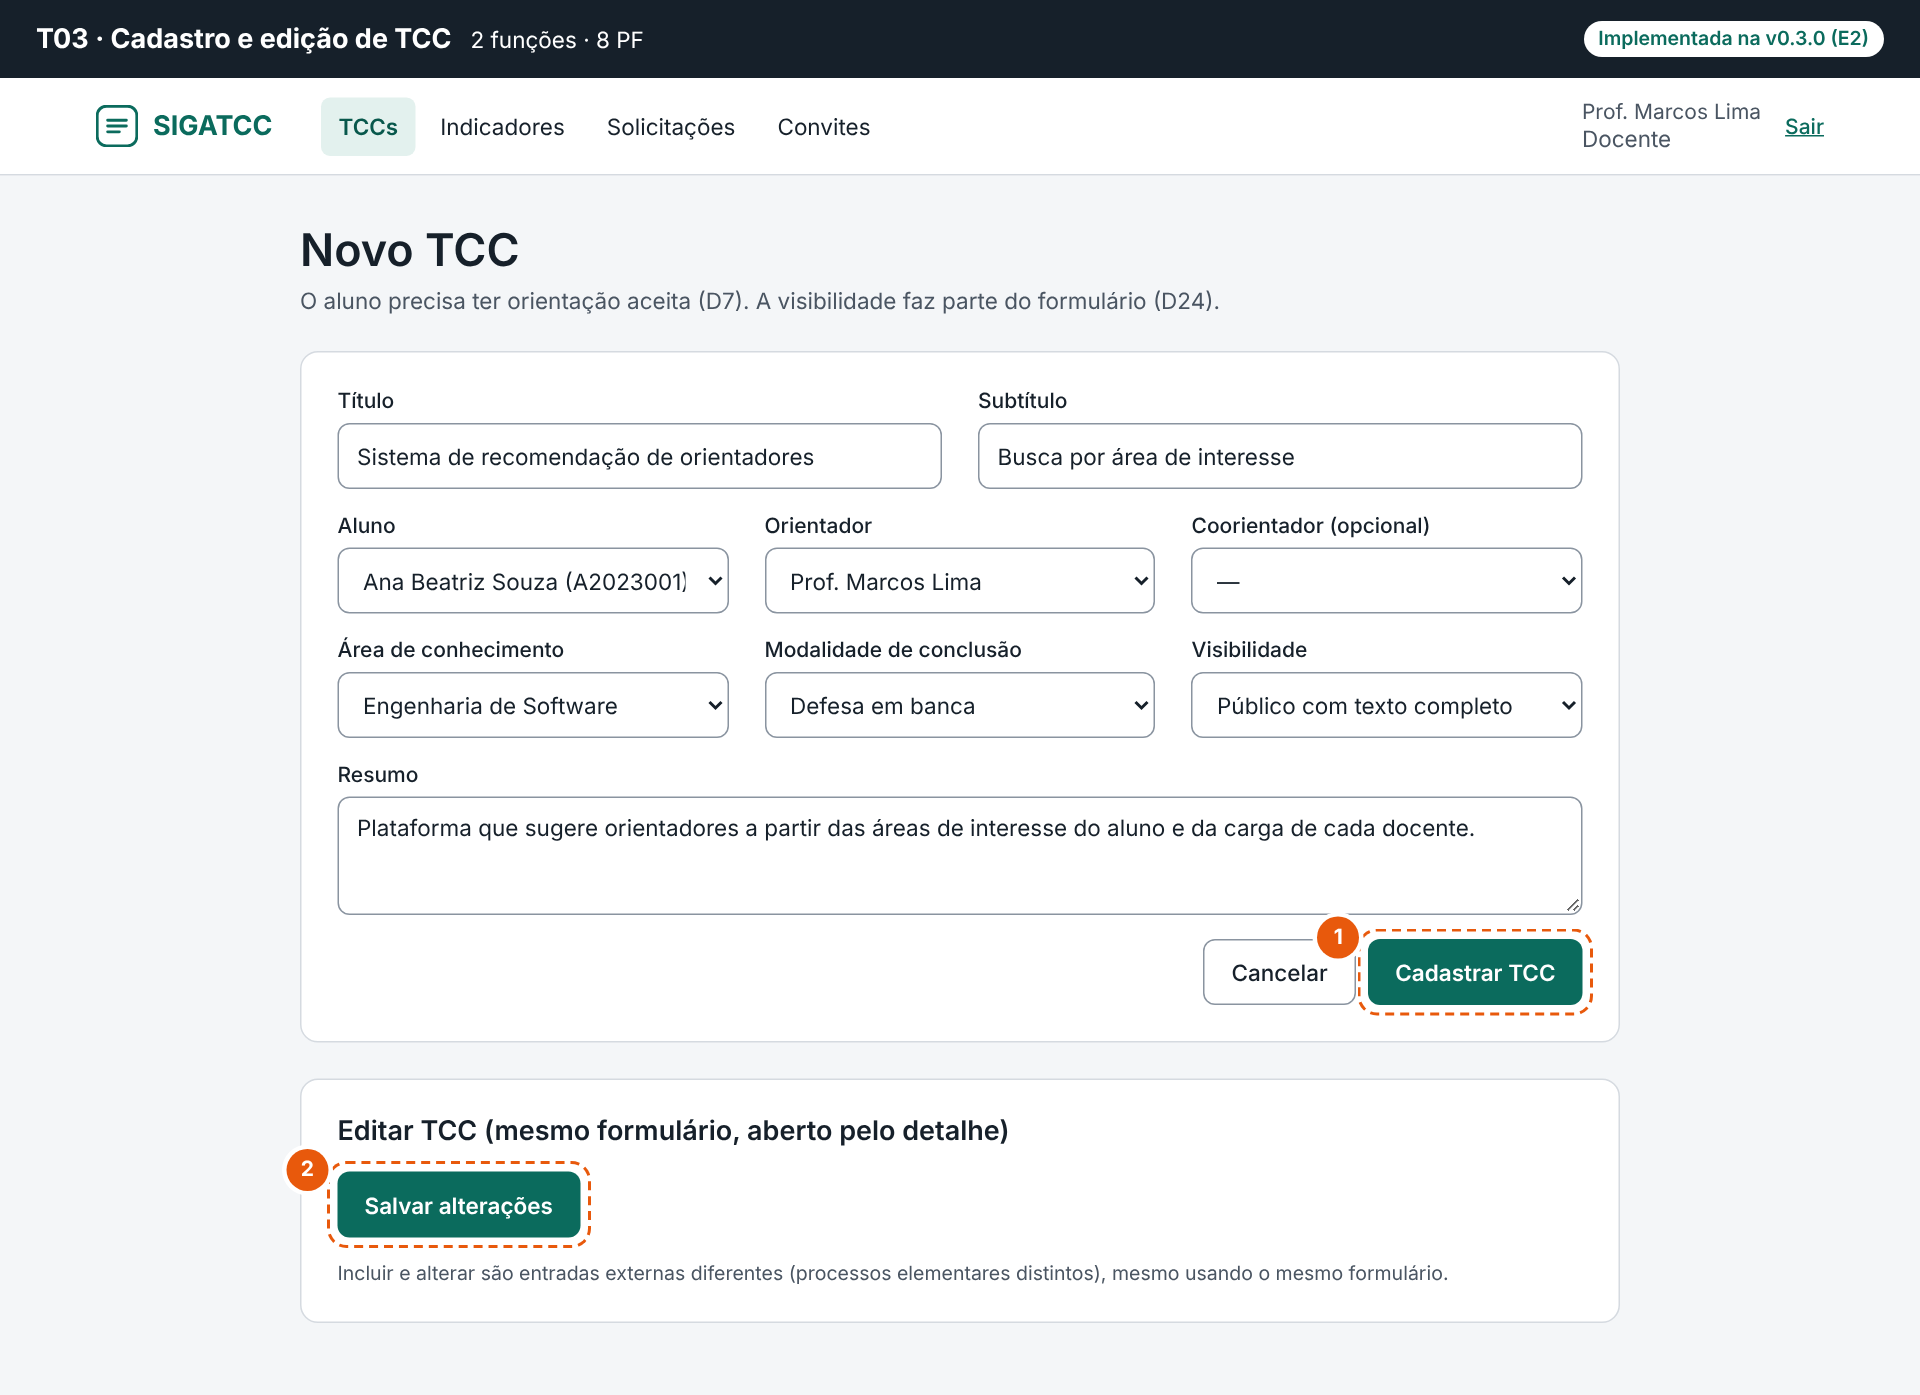 T03 · Cadastro e edição de TCC 2 funções · 8 PF
Implementada na v0.3.0 (E2)
SIGATCC
TCCs
Indicadores
Solicitações
Convites
Prof. Marcos Lima
Docente
Sair
Novo TCC
O aluno precisa ter orientação aceita (D7). A visibilidade faz parte do formulário (D24).
Título
Subtítulo
Sistema de recomendação de orientadores
Busca por área de interesse
Aluno
Orientador
Coorientador (opcional)
Ana Beatriz Souza (A2023001)
Prof. Marcos Lima
—
Área de conhecimento
Modalidade de conclusão
Visibilidade
Engenharia de Software
Defesa em banca
Público com texto completo
Resumo
Plataforma que sugere orientadores a partir das áreas de interesse do aluno e da carga de cada docente.
Cancelar
1
Cadastrar TCC
Editar TCC (mesmo formulário, aberto pelo detalhe)
2
Salvar alterações
Incluir e alterar são entradas externas diferentes (processos elementares distintos), mesmo usando o mesmo formulário.